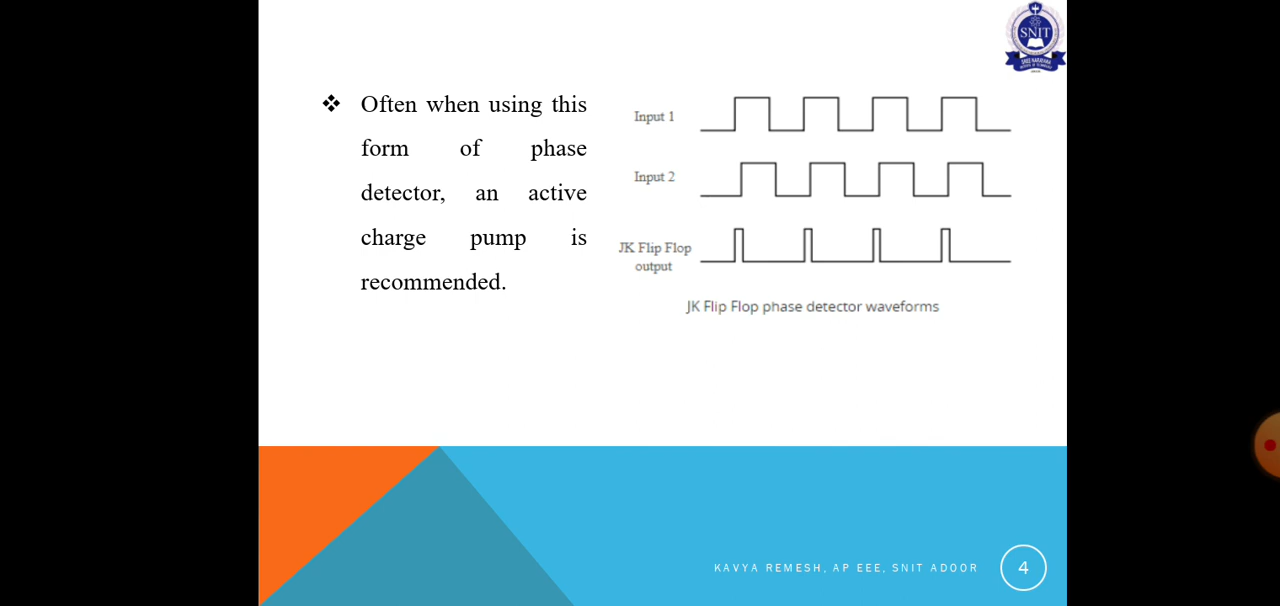 SNIT
❖ Often when using this
form of phase
detector, an active
charge pump is
recommended.
Input 1
Input 2
JK Flip Flop
output
JK Flip Flop phase detector waveforms
KAVYA REMESH, AP EEE, SNIT ADOOR
4